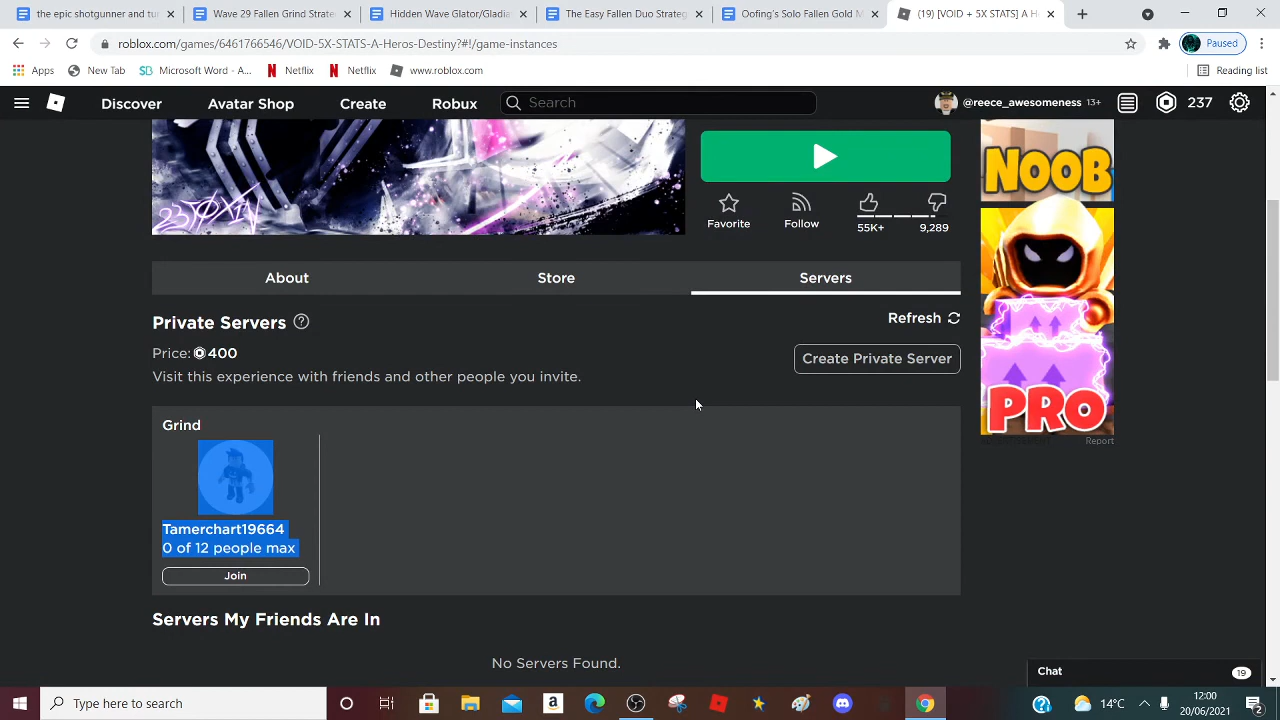 the epic shotgunner and tur
Wave 29 Fallen Grind Strate
Hidden Wave Gladiator/Gladia
The Easy Fallen Duo Strateg
Oofing's Solo Fallen Gold M
(19) [VOID + 5X STATS] A H
Paused
roblox.com/games/6461766546/VOID-5X-STATS-A-Heros-Destiny?#!/game-instances
Apps
New Tab
Microsoft Word - A...
Netflix
Netflix
www.roblox.com
Reading list
Discover
Avatar Shop
Create
Robux
Search
@reece_awesomeness 13+
237
NOOB
23TOXIN
Favorite
Follow
55K+
9,289
About
Store
Servers
Private Servers
Refresh
Price: 400
Create Private Server
Visit this experience with friends and other people you invite.
PRO
ADVERTISEMENT
Report
Grind
Tamerchart19664
0 of 12 people max
Join
Servers My Friends Are In
No Servers Found.
Chat
19
Type here to search
a
14°C
12:00
20/06/2021
2